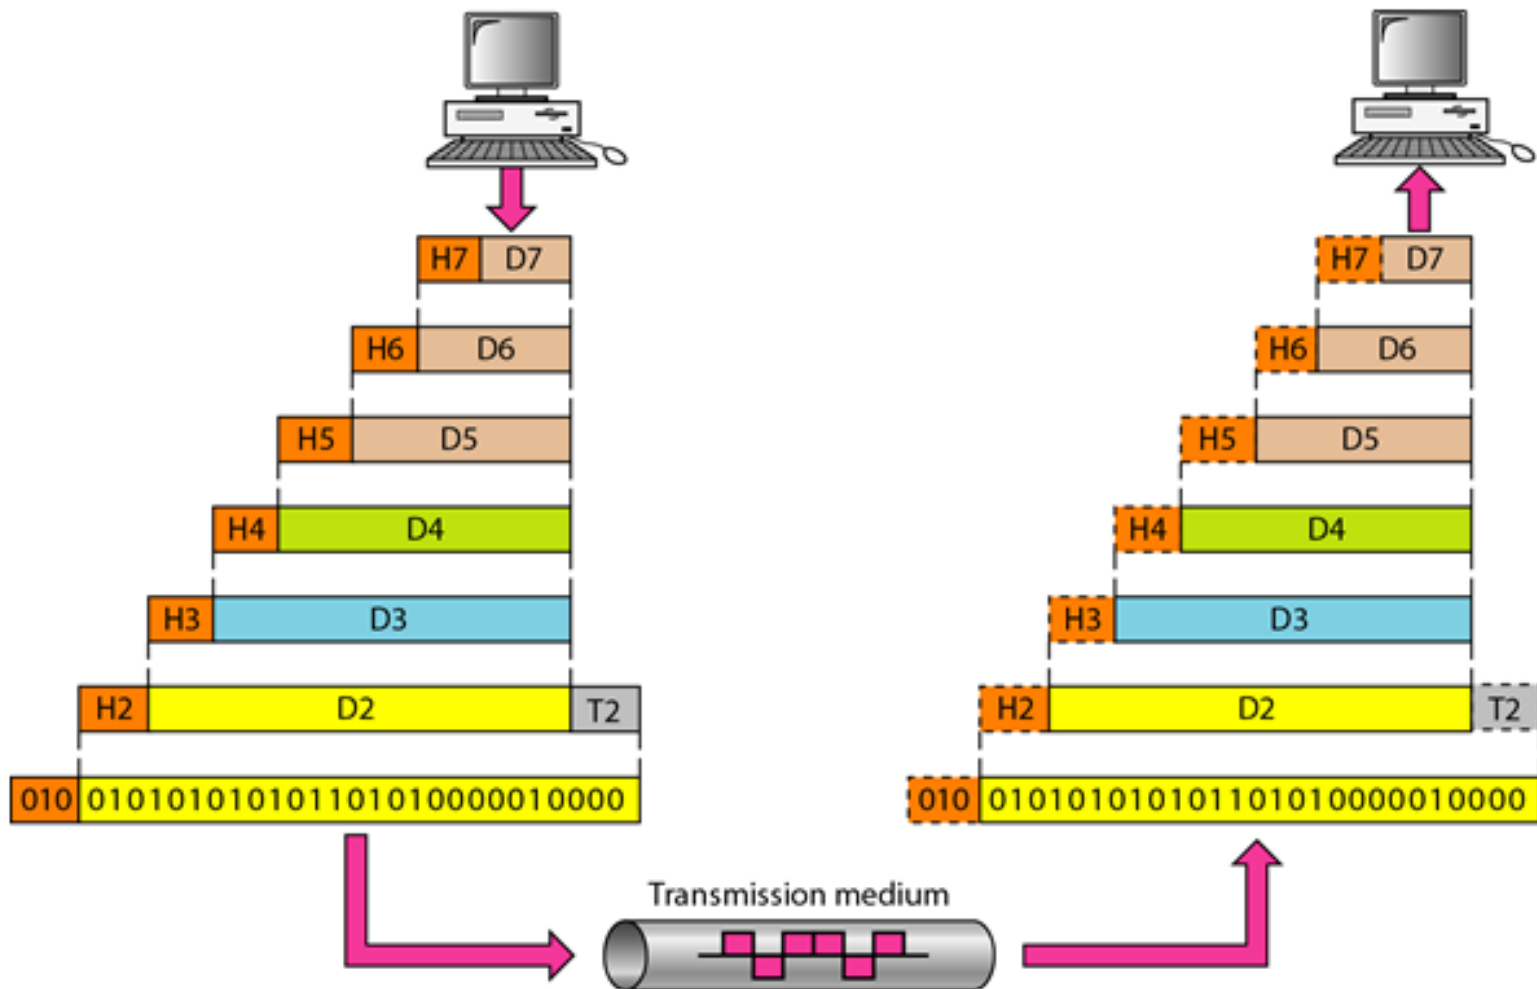 H7 D7
H6 D6
H5 D5
H4 D4
H3 D3
H2 D2 T2
010 010101010101101010000010000
Transmission medium
H7 D7
H6 D6
H5 D5
H4 D4
H3 D3
H2 D2 T2
010 010101010101101010000010000